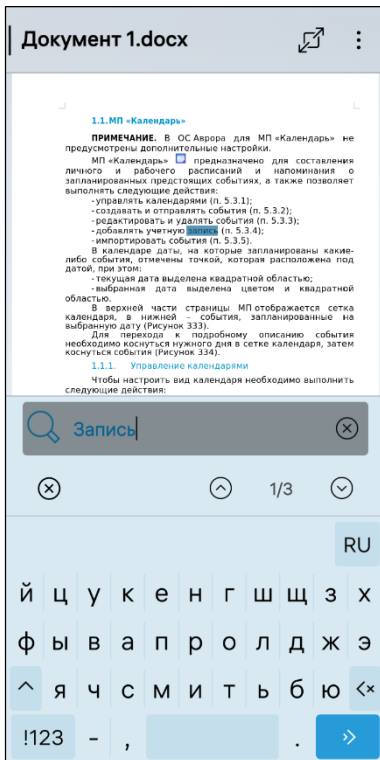 Документ 1.docx
1.1. МП «Календарь»
ПРИМЕЧАНИЕ. В ОС Аврора для МП «Календарь» не
предусмотрены дополнительные настройки.
МП «Календарь» предназначено для составления
личного и рабочего расписаний и напоминания о
запланированных предстоящих событиях, а также позволяет
выполнять следующие действия:
- управлять календарями (п. 5.3.1);
- создавать и отправлять события (п. 5.3.2);
- редактировать и удалять события (п. 5.3.3);
- добавлять учетную запись (п. 5.3.4);
- импортировать события (п. 5.3.5).
В календаре даты, на которые запланированы какие-
либо события, отмечены точкой, которая расположена под
датой, при этом:
- текущая дата выделена квадратной областью;
- выбранная дата выделена цветом и квадратной
областью.
В верхней части страницы МП отображается сетка
календаря, в нижней – события, запланированные на
выбранную дату (Рисунок 333).
Для перехода к подробному описанию события
необходимо коснуться нужного дня в сетке календаря, затем
коснуться события (Рисунок 334).
1.1.1. Управление календарями
Чтобы настроить вид календаря необходимо выполнить
следующие действия:
Запись
1/3
RU
й ц у к е н г ш щ з х
ф ы в а п р о л д ж э
я ч с м и т ь б ю
!123 - , .